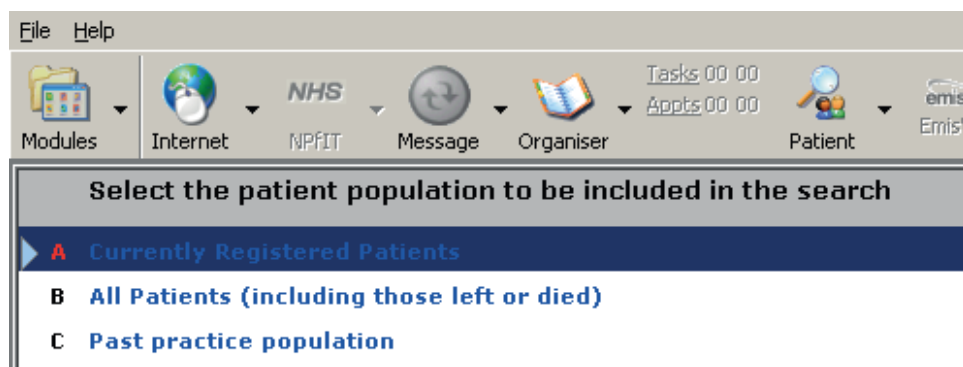 File Help
Tasks 00 00
NHS
Appts 00 00
emis
Modules Internet NPfIT Message Organiser Patient Emis
Select the patient population to be included in the search
A Currently Registered Patients
B All Patients (including those left or died)
C Past practice population